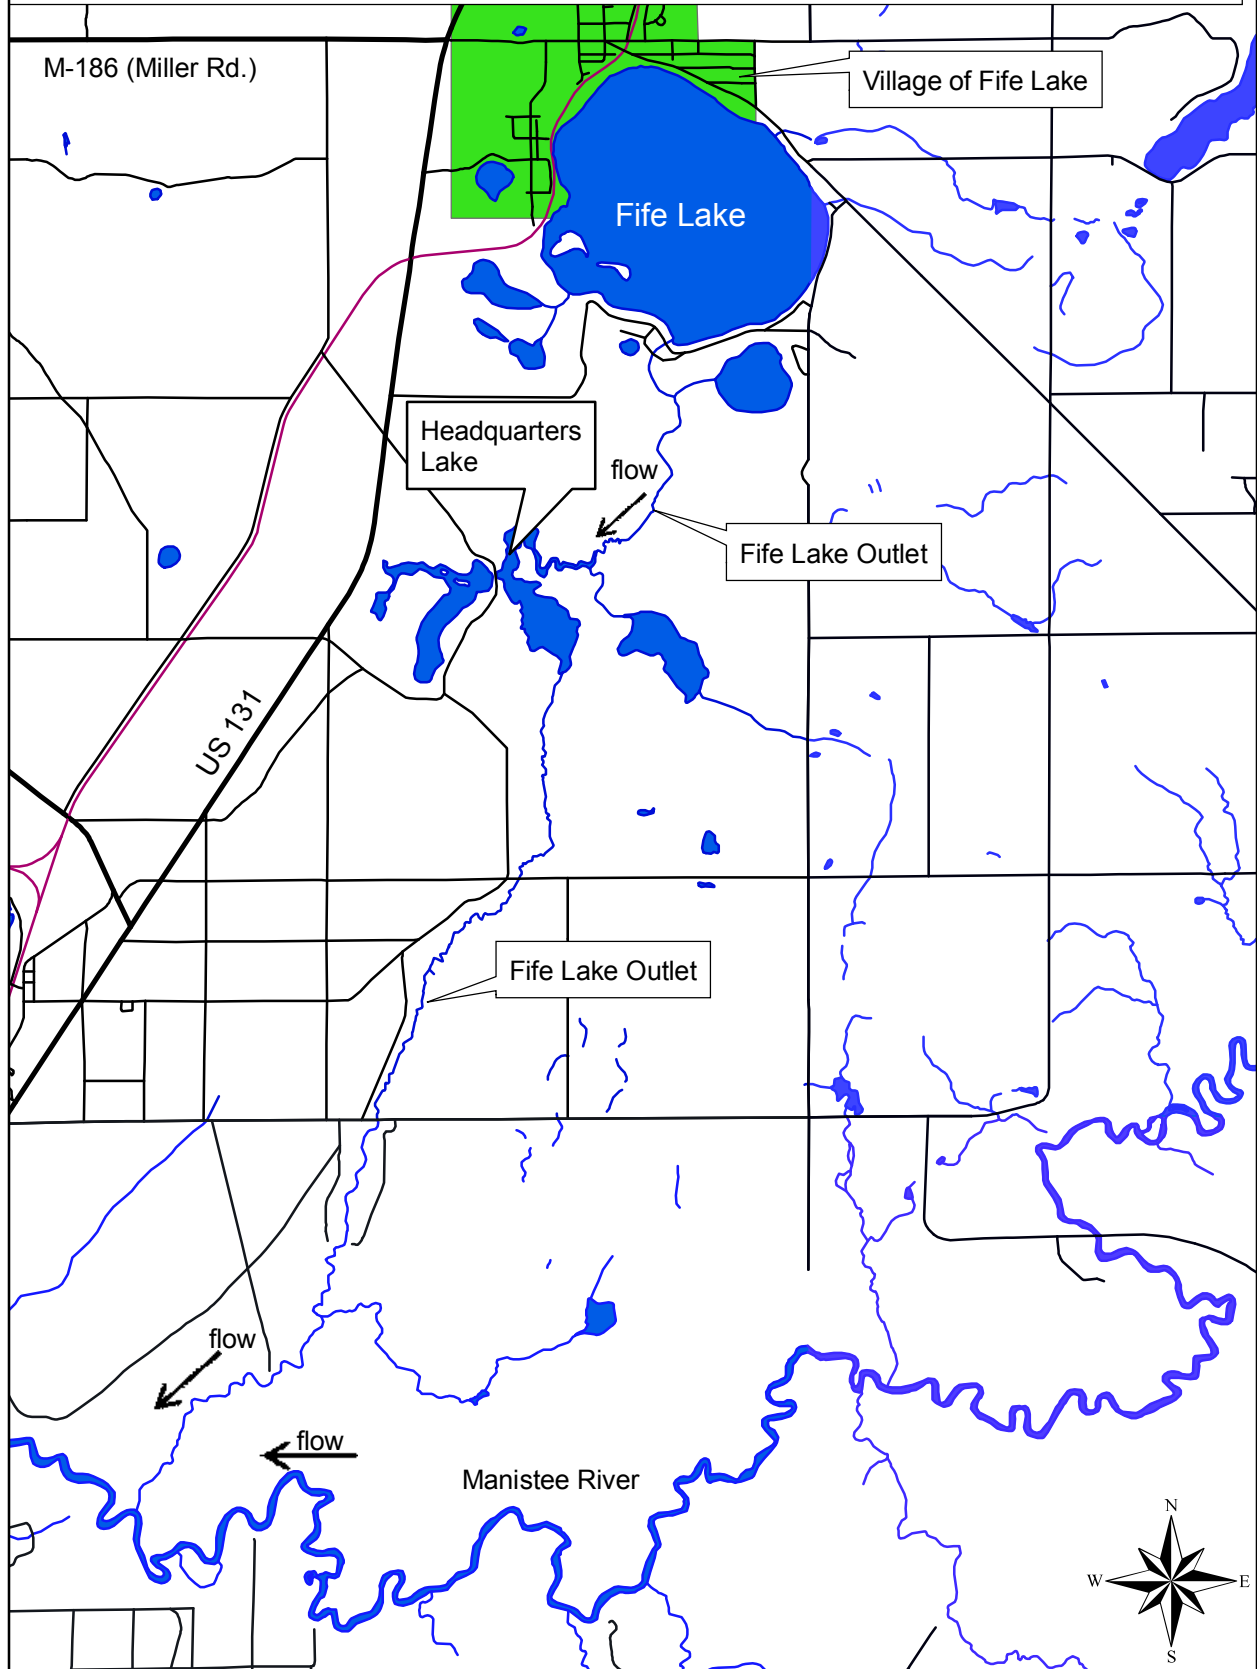 M-186 (Miller Rd.)
Village of Fife Lake
Fife Lake
Headquarters
Lake
flow
Fife Lake Outlet
US 131
Fife Lake Outlet
flow
flow
Manistee River
N
W
E
S